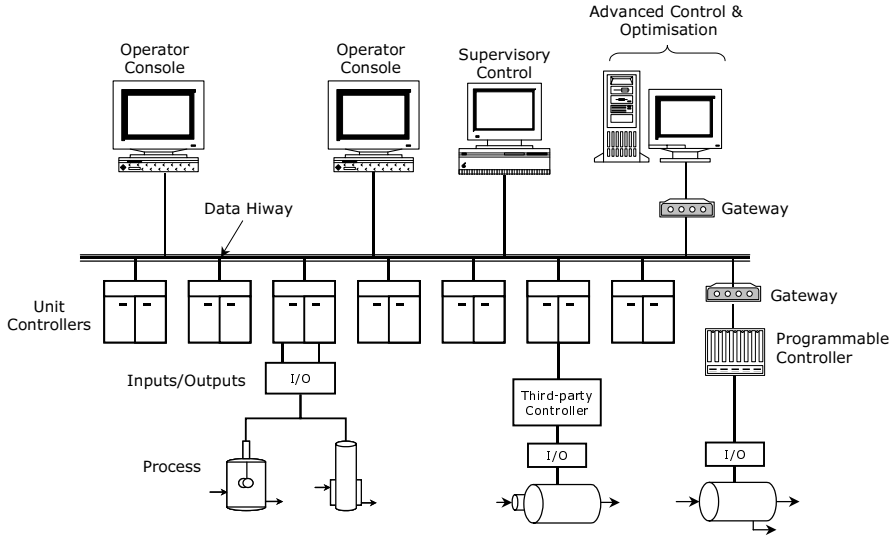 Advanced Control &
Optimisation
Operator
Console
Operator
Console
Supervisory
Control
Data Hiway
Gateway
Unit
Controllers
Gateway
Programmable
Controller
Inputs/Outputs
I/O
Third-party
Controller
Process
I/O
I/O